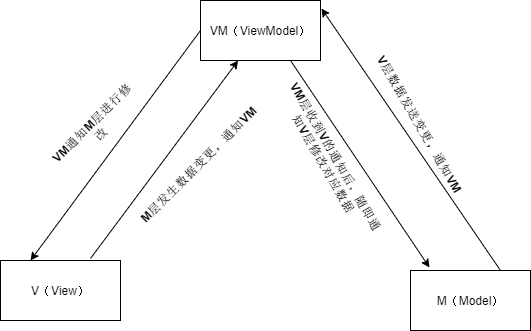 VM（ViewModel）
VM通知M层进行修
改
M层发生数据变更，通知VM
VM层收到V的通知后，随即通
知V层修改对应数据
V层数据发送变更，通知VM
V（View）
M（Model）